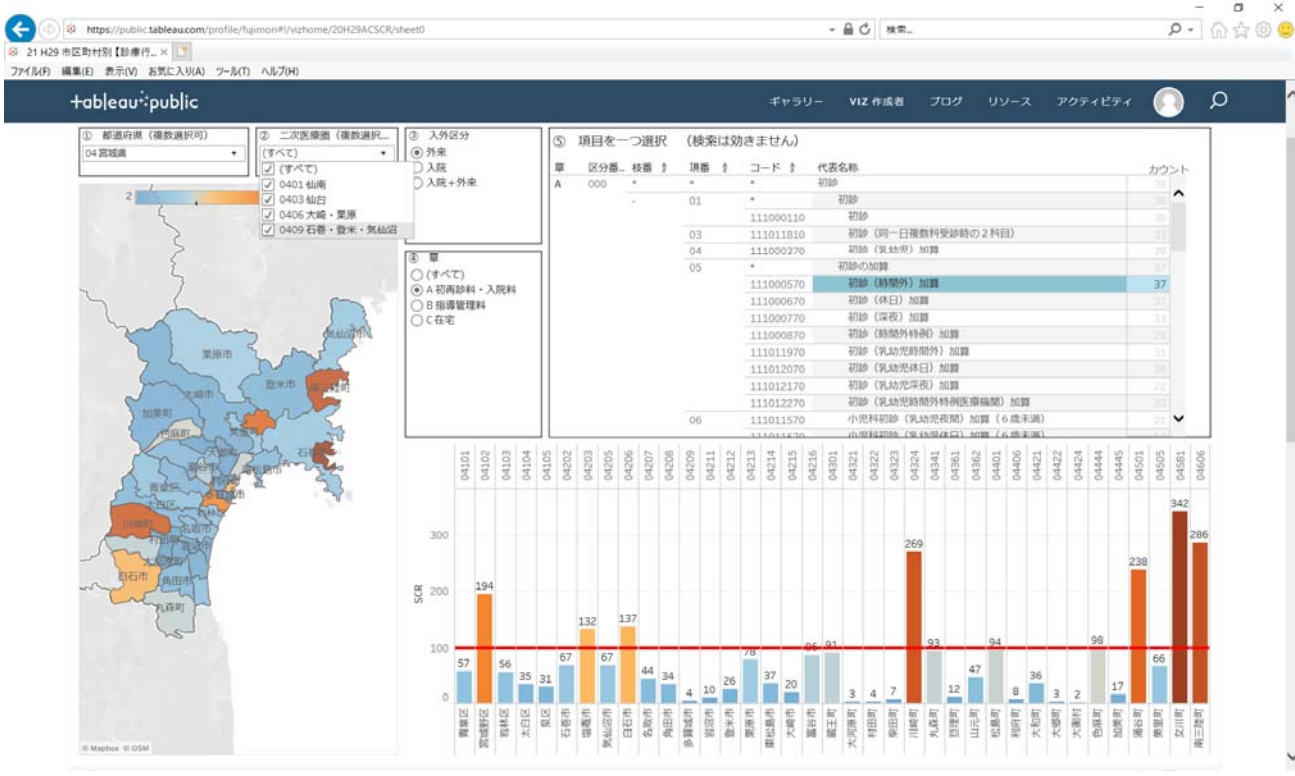 https://public.tableau.com/profile/fujimori#!/vizhome/20H29ACSCR/sheet0
検索...
21 H29 市区町村別【診療行...
ファイル(F) 編集(E) 表示(V) お気に入り(A) ツール(T) ヘルプ(H)
+ableau public
ギャラリー VIZ 作成者 ブログ リソース アクティビティ
① 都道府県（複数選択可）
04 宮城県
② 二次医療圏（複数選択...
(すべて)
(すべて)
0401 仙南
0403 仙台
0406 大崎・栗原
0409 石巻・登米・気仙沼
③ 入外区分
外来
入院
入院＋外来
④ 章
(すべて)
A 初再診料・入院料
B 指導管理料
C 在宅
⑤ 項目を一つ選択 （検索は効きません）
章 区分番.. 枝番 項番 コード 代表名称 カウント
A 000 * * * 初診
- 01 * 初診
111000110 初診
03 111011810 初診（同一日複数科受診時の２科目）
04 111000370 初診（乳幼児）加算
05 * 初診の加算 37
111000570 初診（時間外）加算 37
111000670 初診（休日）加算
111000770 初診（深夜）加算 33
111000870 初診（時間外特例）加算
111011970 初診（乳幼児時間外）加算 31
111012070 初診（乳幼児休日）加算
111012170 初診（乳幼児深夜）加算 22
111012270 初診（乳幼児時間外特例医療機関）加算 20
06 111011570 小児科初診（乳幼児夜間）加算（６歳未満） 21
2
気仙沼市
栗原市
登米市
大崎市
加美町
色麻町
青葉区
太白区
川崎町
名取市
村田町
白石市
角田市
丸森町
© Mapbox © OSM
04101 04102 04103 04104 04105 04202 04203 04205 04206 04207 04208 04209 04211 04212 04213 04214 04215 04216 04301 04321 04322 04323 04324 04341 04361 04362 04401 04406 04421 04422 04424 04444 04445 04501 04505 04581 04606
SCR
300
200
100
0
57 194 56 35 31 67 132 67 137 44 34 4 10 26 78 37 20 86 91 3 4 7 269 93 12 47 94 8 36 3 2 98 17 238 66 342 286
青葉区 宮城野区 若林区 太白区 泉区 石巻市 塩竈市 気仙沼市 白石市 名取市 角田市 多賀城市 岩沼市 登米市 栗原市 東松島市 大崎市 富谷市 蔵王町 大河原町 村田町 柴田町 川崎町 丸森町 亘理町 山元町 松島町 利府町 大和町 大郷町 大衡村 色麻町 加美町 涌谷町 美里町 女川町 南三陸町